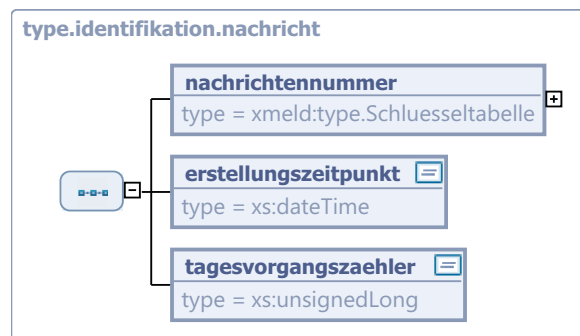 type.identifikation.nachricht
nachrichtennummer
type = xmeld:type.Schluesseltabelle
erstellungszeitpunkt
type = xs:dateTime
tagesvorgangszaehler
type = xs:unsignedLong